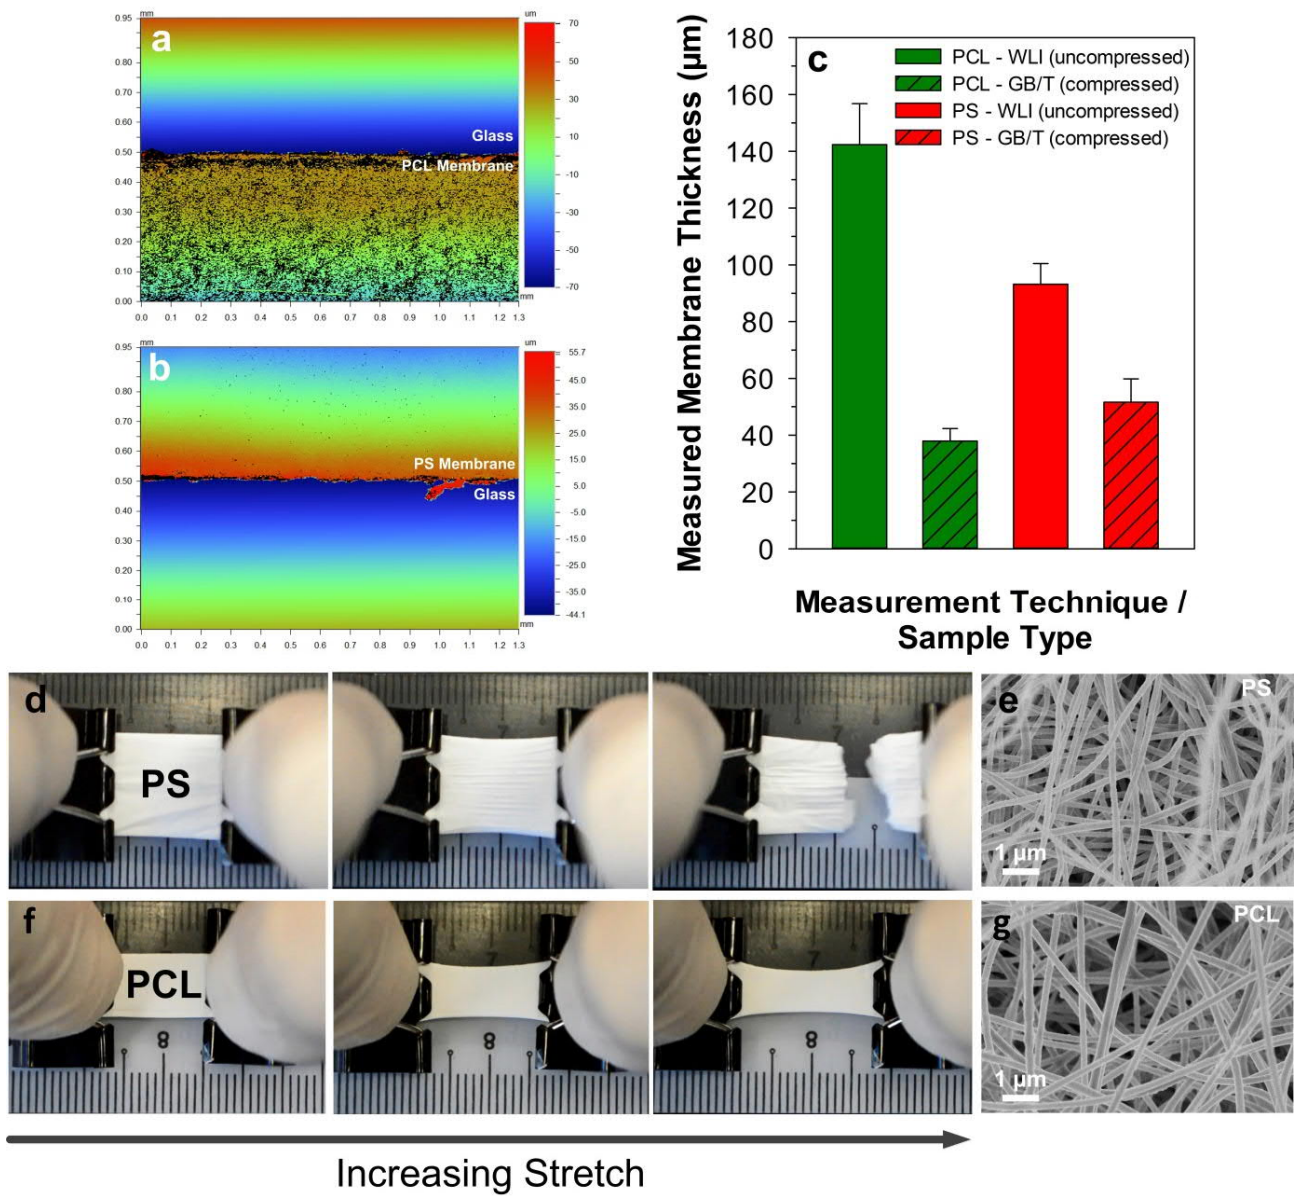 mm
um
a
0.95
0.80
0.70
0.60
0.50
0.40
0.30
0.20
0.10
0.00
Glass
PCL Membrane
70
50
30
10
-10
-30
-50
-70
mm
0.0 0.1 0.2 0.3 0.4 0.5 0.6 0.7 0.8 0.9 1.0 1.1 1.2 1.3
mm
um
b
0.95
0.80
0.70
0.60
0.50
0.40
0.30
0.20
0.10
0.00
PS Membrane
Glass
55.7
45.0
35.0
25.0
15.0
5.0
-5.0
-15.0
-25.0
-35.0
-44.1
mm
0.0 0.1 0.2 0.3 0.4 0.5 0.6 0.7 0.8 0.9 1.0 1.1 1.2 1.3
c
PCL - WLI (uncompressed)
PCL - GB/T (compressed)
PS - WLI (uncompressed)
PS - GB/T (compressed)
Measured Membrane Thickness (µm)
180
160
140
120
100
80
60
40
20
0
Measurement Technique /
Sample Type
d
PS
7
7
7
e
PS
1 µm
f
PCL
8
7
8
7
8
g
PCL
1 µm
Increasing Stretch